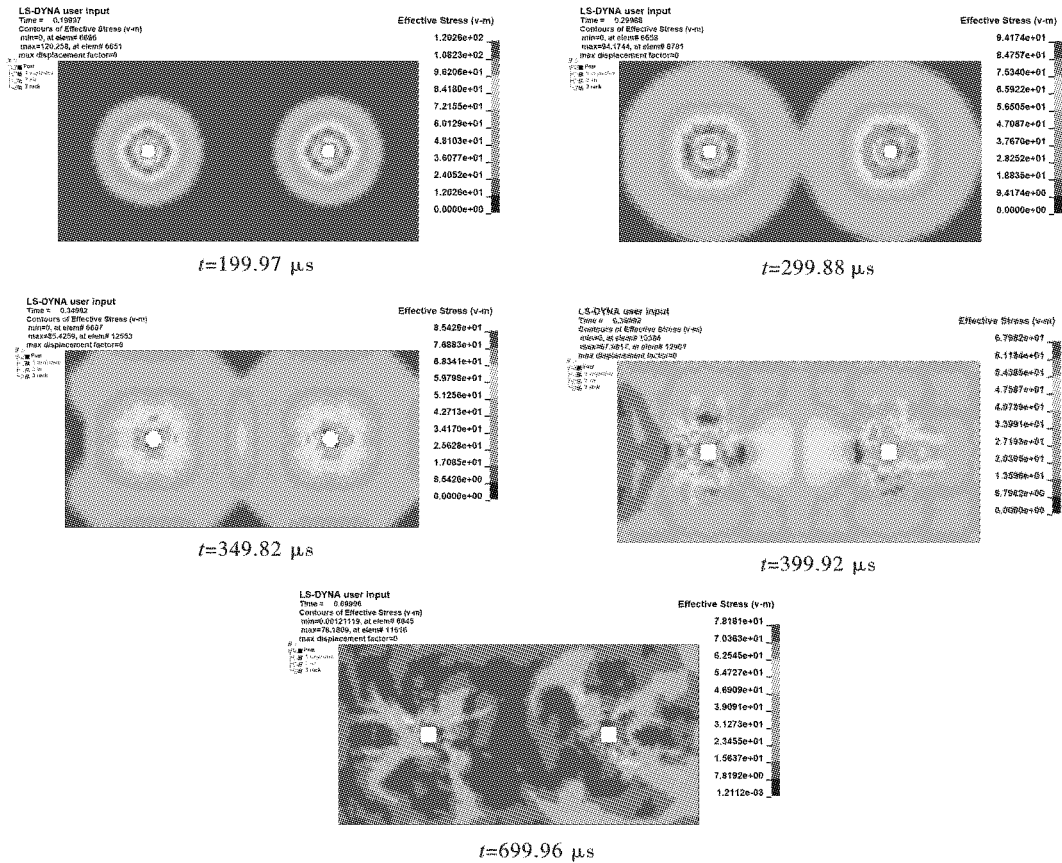 LS-DYNA user input
Time = 0.19997
Contours of Effective Stress (v-m)
min=0, at elem# 6686
max=120.258, at elem# 6651
max displacement factor=0
Effective Stress (v-m)
1.2026e+02
1.0823e+02
9.6206e+01
8.4180e+01
7.2155e+01
6.0129e+01
4.8103e+01
3.6077e+01
2.4052e+01
1.2026e+01
0.0000e+00
t=199.97 μs
LS-DYNA user input
Time = 0.29988
Contours of Effective Stress (v-m)
min=0, at elem# 6658
max=94.1744, at elem# 8781
max displacement factor=0
Effective Stress (v-m)
9.4174e+01
8.4757e+01
7.5340e+01
6.5922e+01
5.6505e+01
4.7087e+01
3.7670e+01
2.8252e+01
1.8835e+01
9.4174e+00
0.0000e+00
t=299.88 μs
LS-DYNA user input
Time = 0.34982
Contours of Effective Stress (v-m)
min=0, at elem# 6687
max=85.4259, at elem# 12553
max displacement factor=0
Effective Stress (v-m)
8.5426e+01
7.6883e+01
6.8341e+01
5.9798e+01
5.1256e+01
4.2713e+01
3.4170e+01
2.5628e+01
1.7085e+01
8.5426e+00
0.0000e+00
t=349.82 μs
LS-DYNA user input
Time =
Contours of Effective Stress (v-m)
max displacement factor=0
Effective Stress (v-m)
6.7982e+01
6.1184e+01
5.4385e+01
4.7587e+01
4.0789e+01
3.3991e+01
2.7193e+01
2.0395e+01
1.3596e+01
6.7982e+00
0.0000e+00
t=399.92 μs
LS-DYNA user input
Time = 0.69996
Contours of Effective Stress (v-m)
min=0.00121119, at elem# 6845
max=78.1809, at elem# 11616
max displacement factor=0
Effective Stress (v-m)
7.8181e+01
7.0363e+01
6.2545e+01
5.4727e+01
4.6909e+01
3.9091e+01
3.1273e+01
2.3455e+01
1.5637e+01
7.8192e+00
1.2112e-03
t=699.96 μs